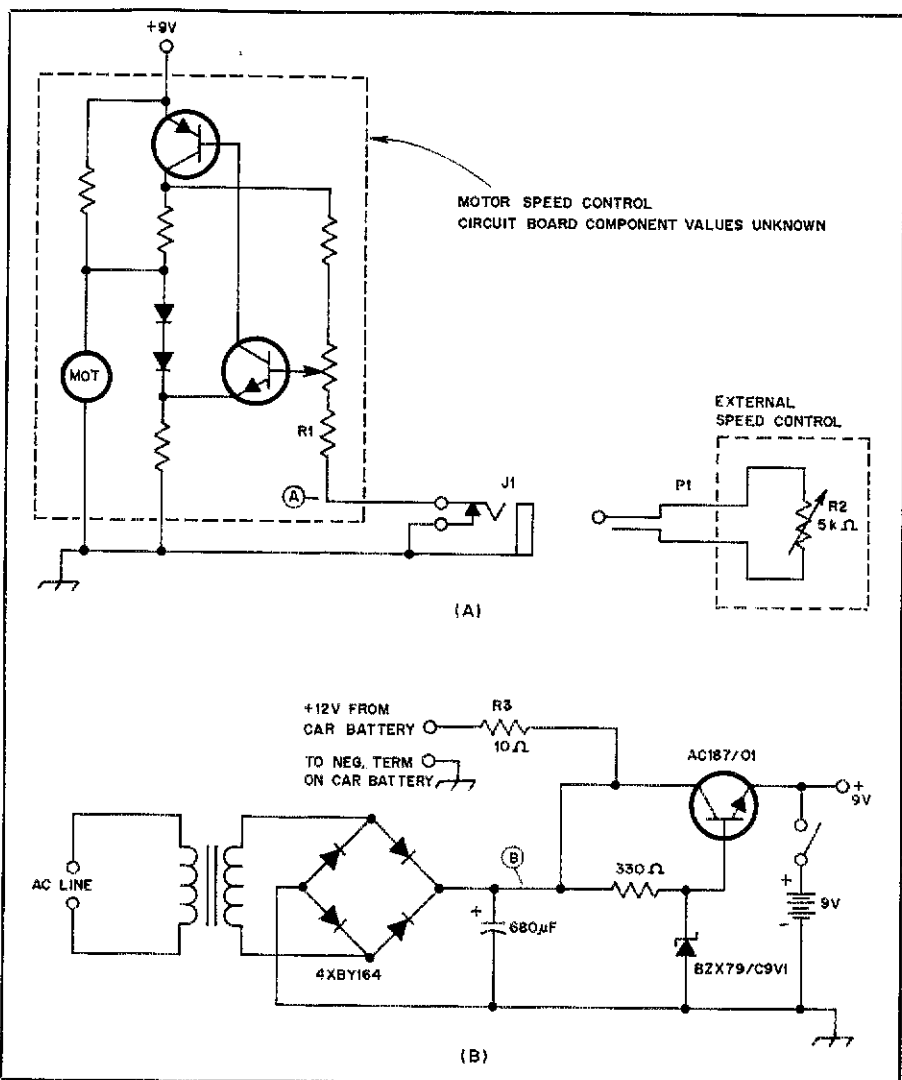 +9V
MOTOR SPEED CONTROL
CIRCUIT BOARD COMPONENT VALUES UNKNOWN
MOT
R1
A
J1
EXTERNAL
SPEED CONTROL
P1
R2
5kΩ
(A)
+12V FROM
CAR BATTERY
R3
10Ω
TO NEG. TERM
ON CAR BATTERY
AC187/01
+
9V
AC LINE
B
330Ω
+
680µF
+
9V
-
4XBY164
BZX79/C9V1
(B)